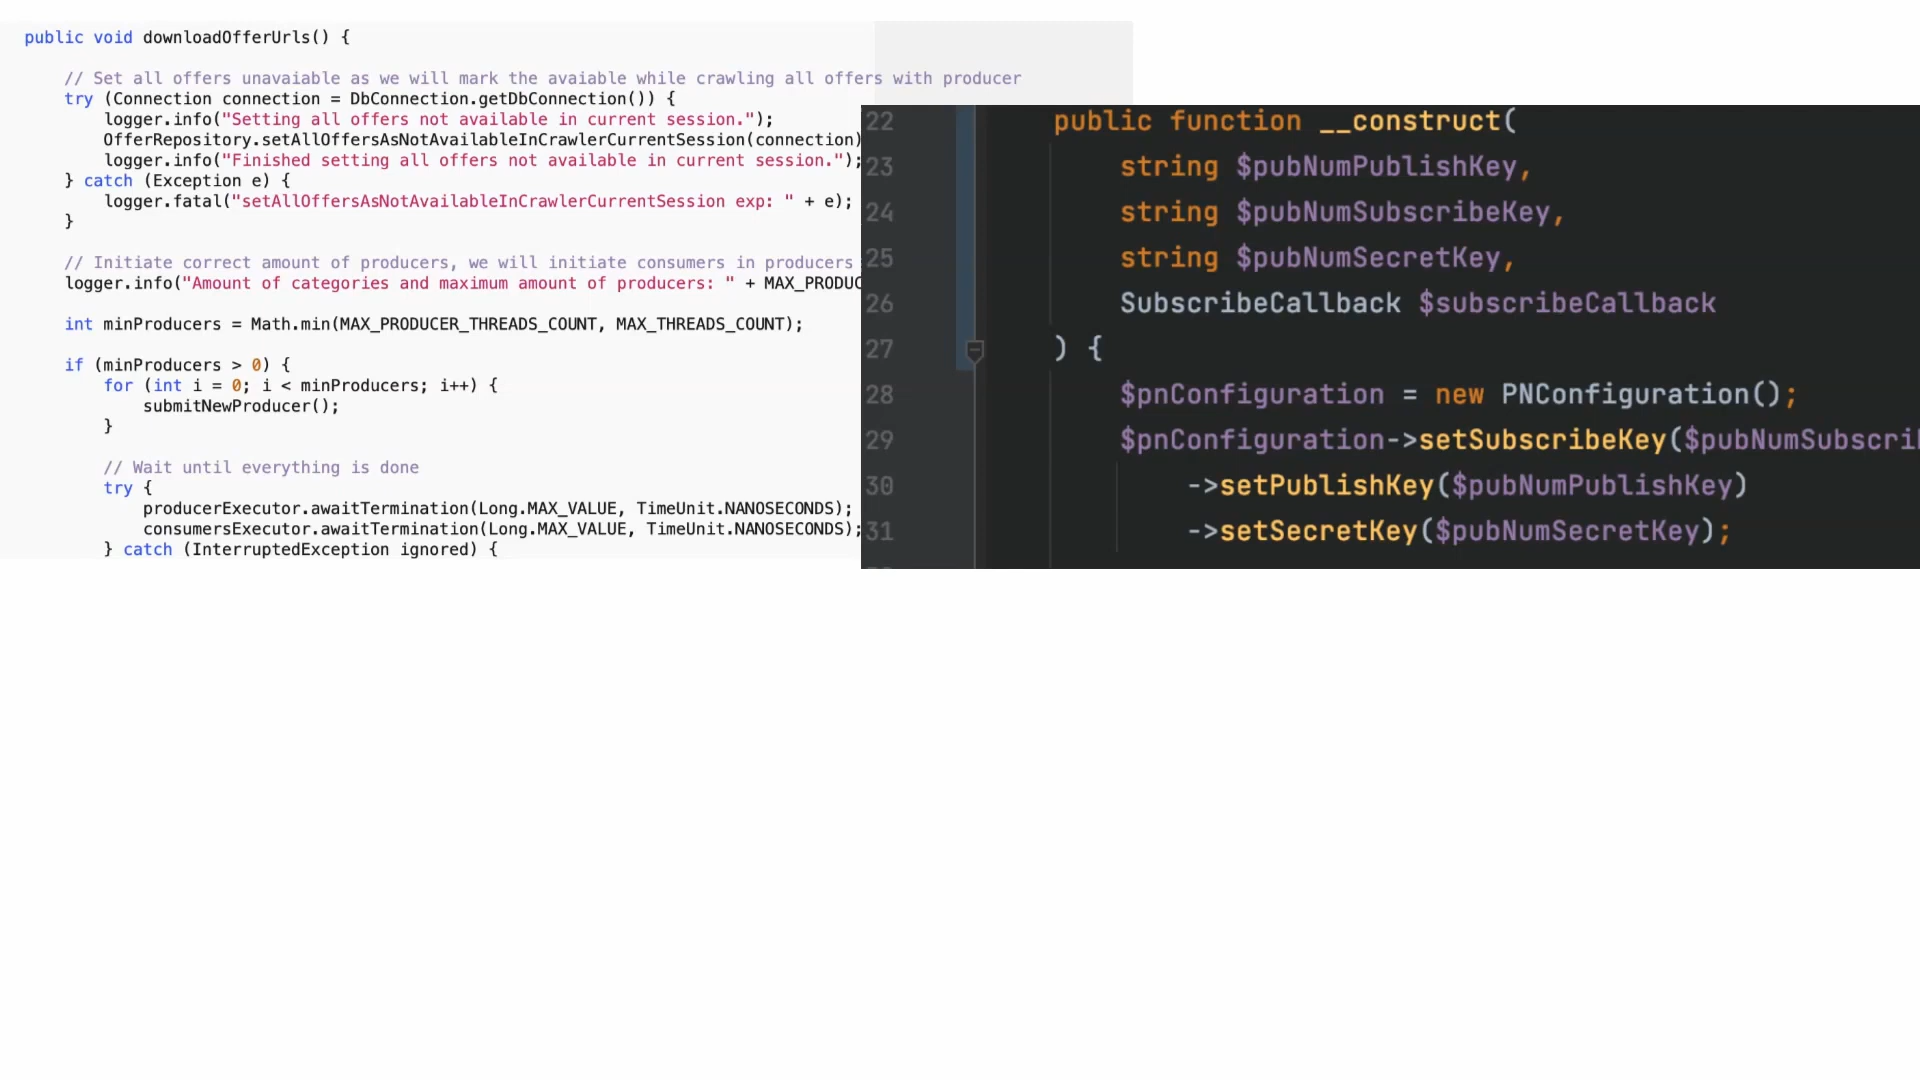 public void downloadOfferUrls() {
// Set all offers unavaiable as we will mark the avaiable while crawling all offers with producer
try (Connection connection = DbConnection.getDbConnection()) {
logger.info("Setting all offers not available in current session.");
OfferRepository.setAllOffersAsNotAvailableInCrawlerCurrentSession(connection)
logger.info("Finished setting all offers not available in current session.");
} catch (Exception e) {
logger.fatal("setAllOffersAsNotAvailableInCrawlerCurrentSession exp: " + e);
}
// Initiate correct amount of producers, we will initiate consumers in producers
logger.info("Amount of categories and maximum amount of producers: " + MAX_PRODUC
int minProducers = Math.min(MAX_PRODUCER_THREADS_COUNT, MAX_THREADS_COUNT);
if (minProducers > 0) {
for (int i = 0; i < minProducers; i++) {
submitNewProducer();
}
// Wait until everything is done
try {
producerExecutor.awaitTermination(Long.MAX_VALUE, TimeUnit.NANOSECONDS);
consumersExecutor.awaitTermination(Long.MAX_VALUE, TimeUnit.NANOSECONDS);
} catch (InterruptedException ignored) {
22 public function __construct(
23 string $pubNumPublishKey,
24 string $pubNumSubscribeKey,
25 string $pubNumSecretKey,
26 SubscribeCallback $subscribeCallback
27 ) {
28 $pnConfiguration = new PNConfiguration();
29 $pnConfiguration->setSubscribeKey($pubNumSubscri
30 ->setPublishKey($pubNumPublishKey)
31 ->setSecretKey($pubNumSecretKey);